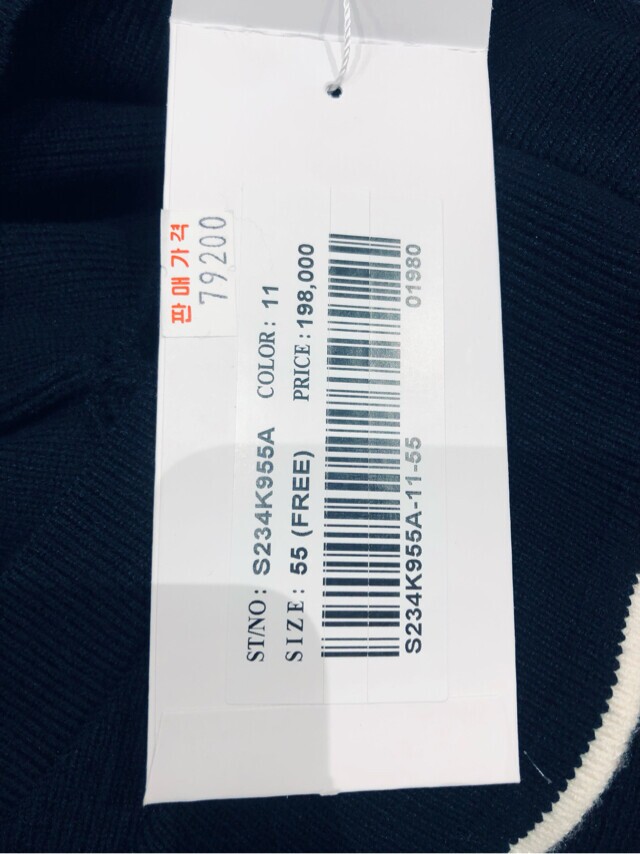 판매가격
79200
ST/NO: S234K955A COLOR: 11
SIZE: 55 (FREE) PRICE: 198,000
S234K955A-11-55 01980